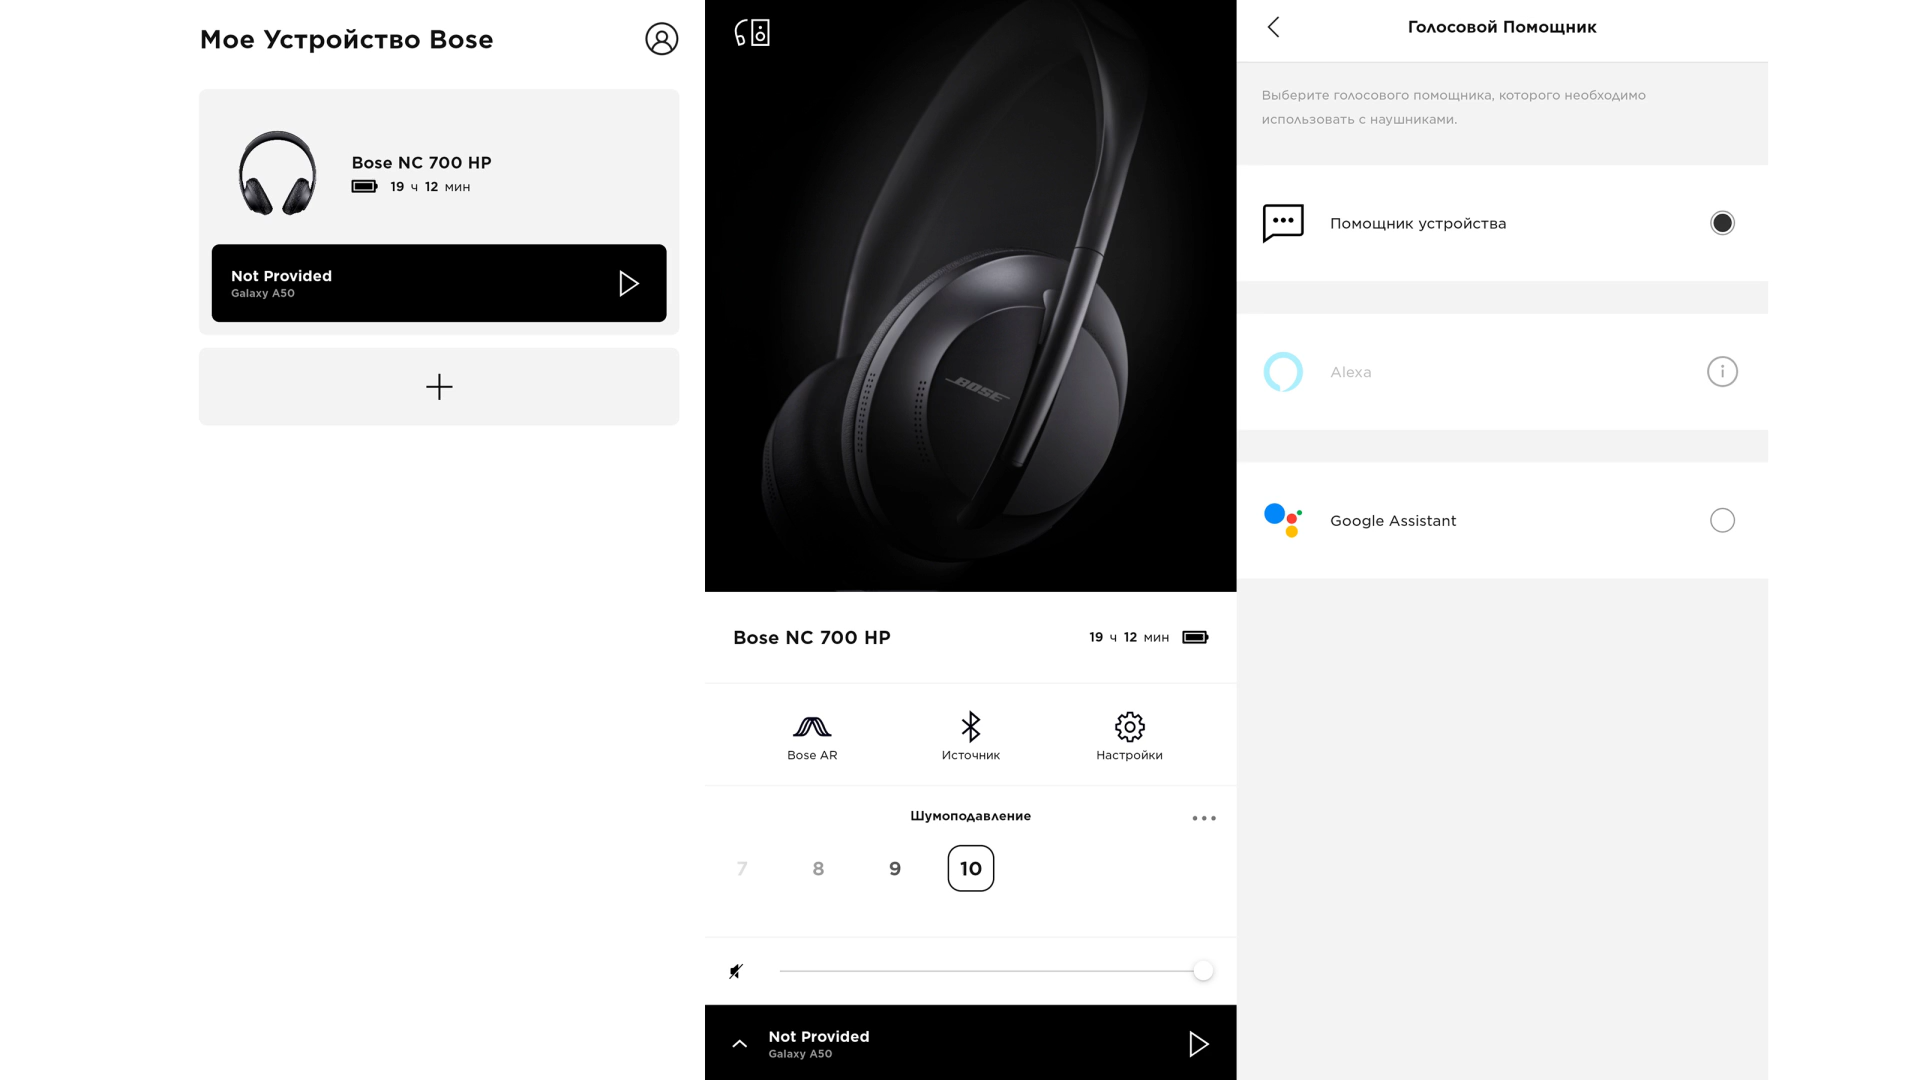 Мое Устройство Bose
Bose NC 700 HP
19 ч 12 мин
Not Provided
Galaxy A50
BOSE
Bose NC 700 HP
19 ч 12 мин
Bose AR
Источник
Настройки
Шумоподавление
7 8 9 10
Not Provided
Galaxy A50
Голосовой Помощник
Выберите голосового помощника, которого необходимо
использовать с наушниками.
Помощник устройства
Alexa
Google Assistant